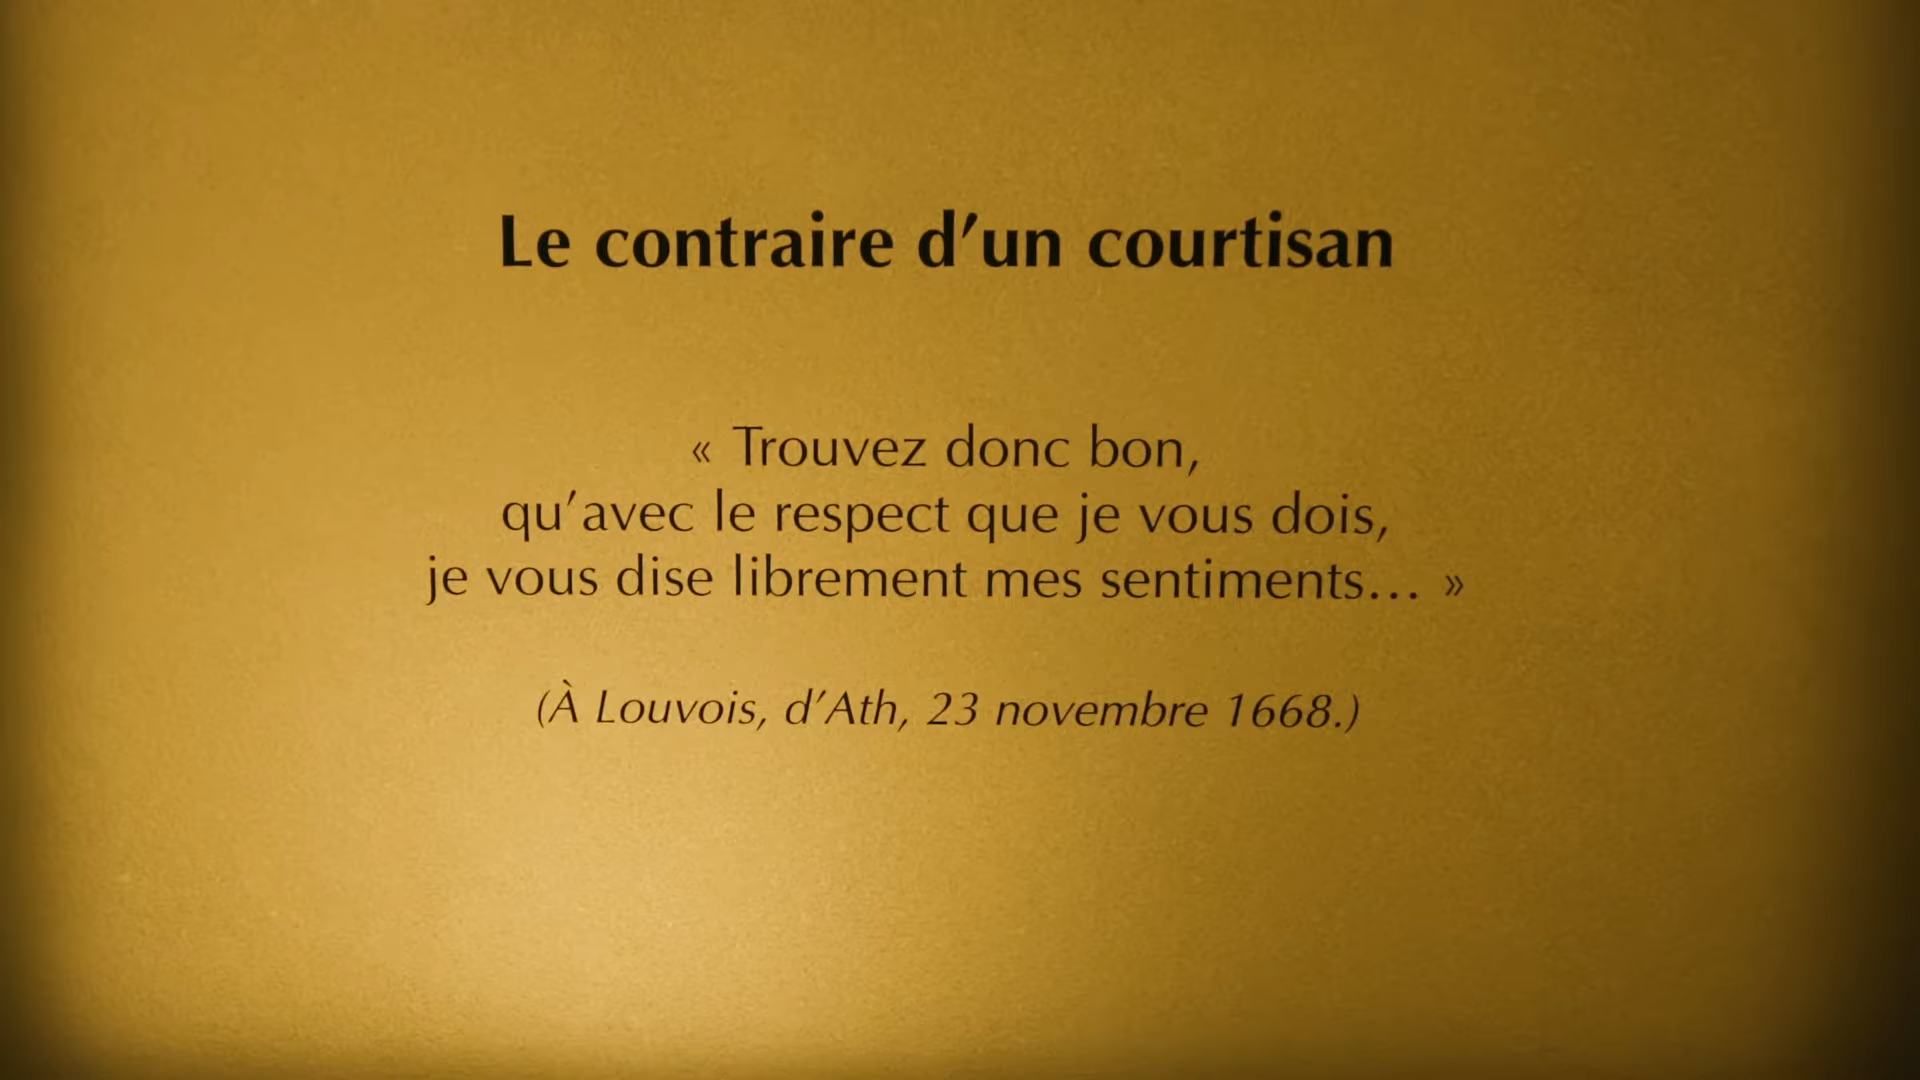 Le contraire d’un courtisan
« Trouvez donc bon,
qu’avec le respect que je vous dois,
je vous dise librement mes sentiments… »
(À Louvois, d’Ath, 23 novembre 1668.)